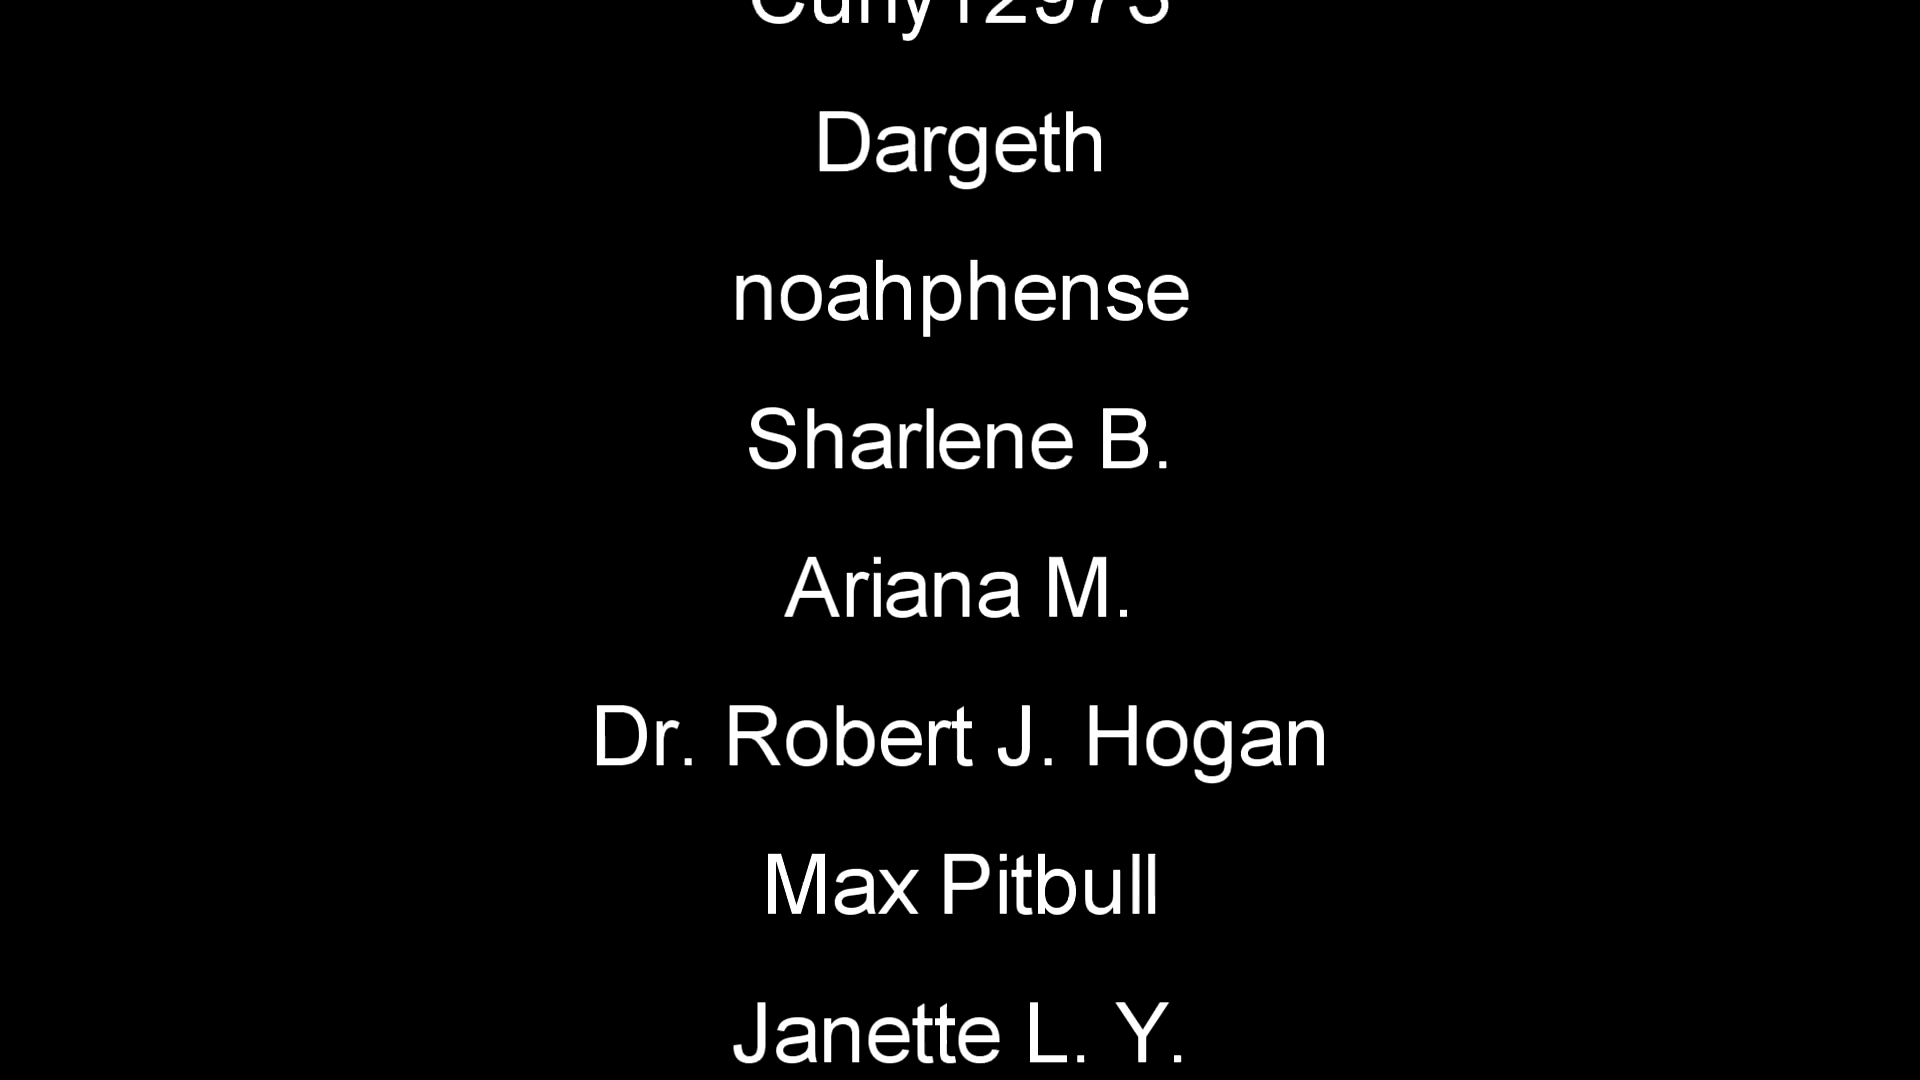 Dargeth
noahphense
Sharlene B.
Ariana M.
Dr. Robert J. Hogan
Max Pitbull
Janette L. Y.